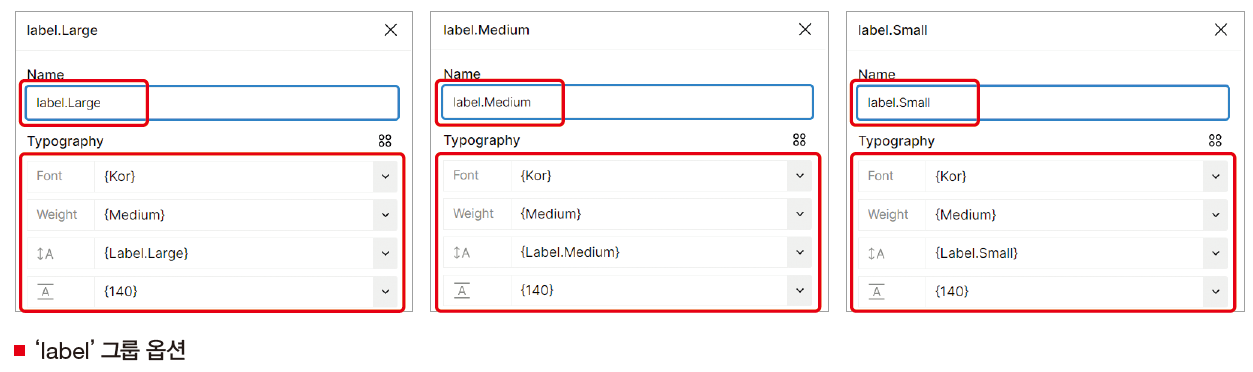 label.Large
Name
label.Large
Typography
Font {Kor}
Weight {Medium}
↕A {Label.Large}
A {140}
label.Medium
Name
label.Medium
Typography
Font {Kor}
Weight {Medium}
↕A {Label.Medium}
A {140}
label.Small
Name
label.Small
Typography
Font {Kor}
Weight {Medium}
↕A {Label.Small}
A {140}
■ ‘label’ 그룹 옵션